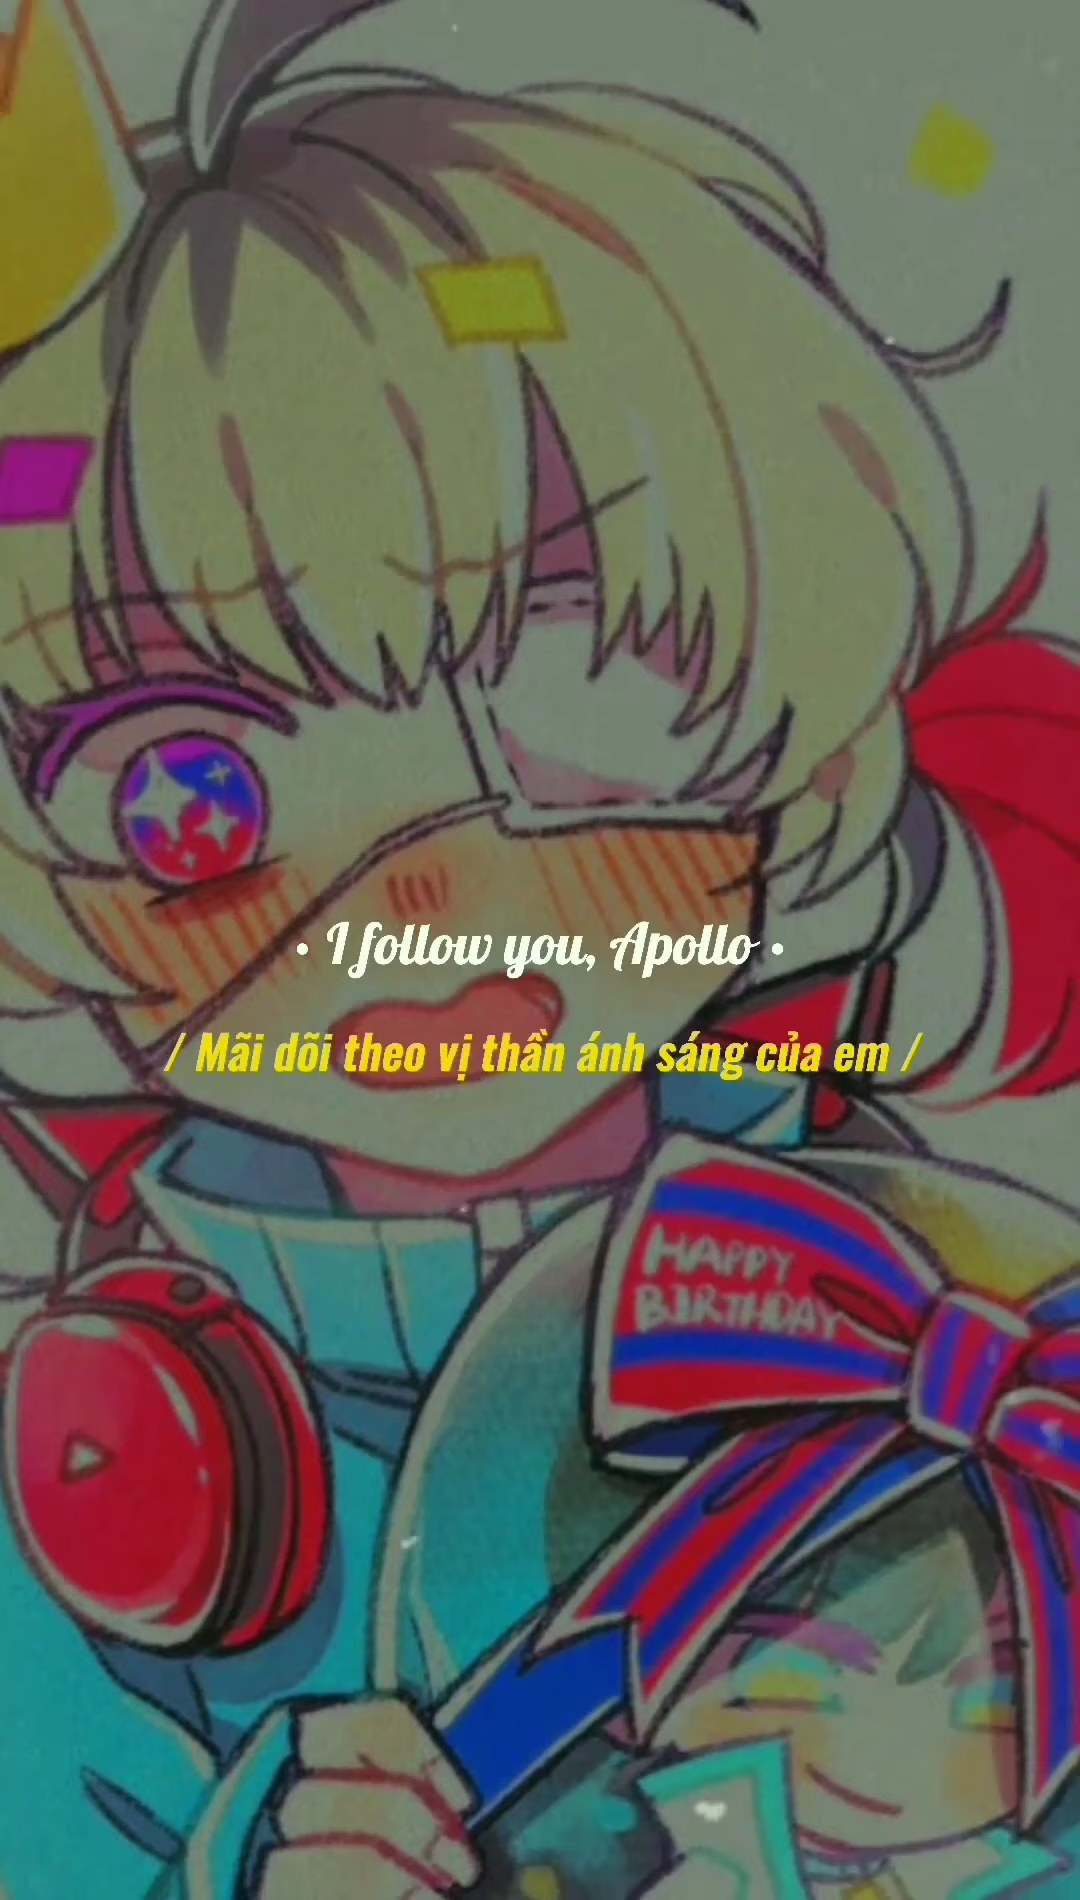 • I follow you, Apollo •
/ Mãi dõi theo vị thần ánh sáng của em /
HAPPY
BIRTHDAY